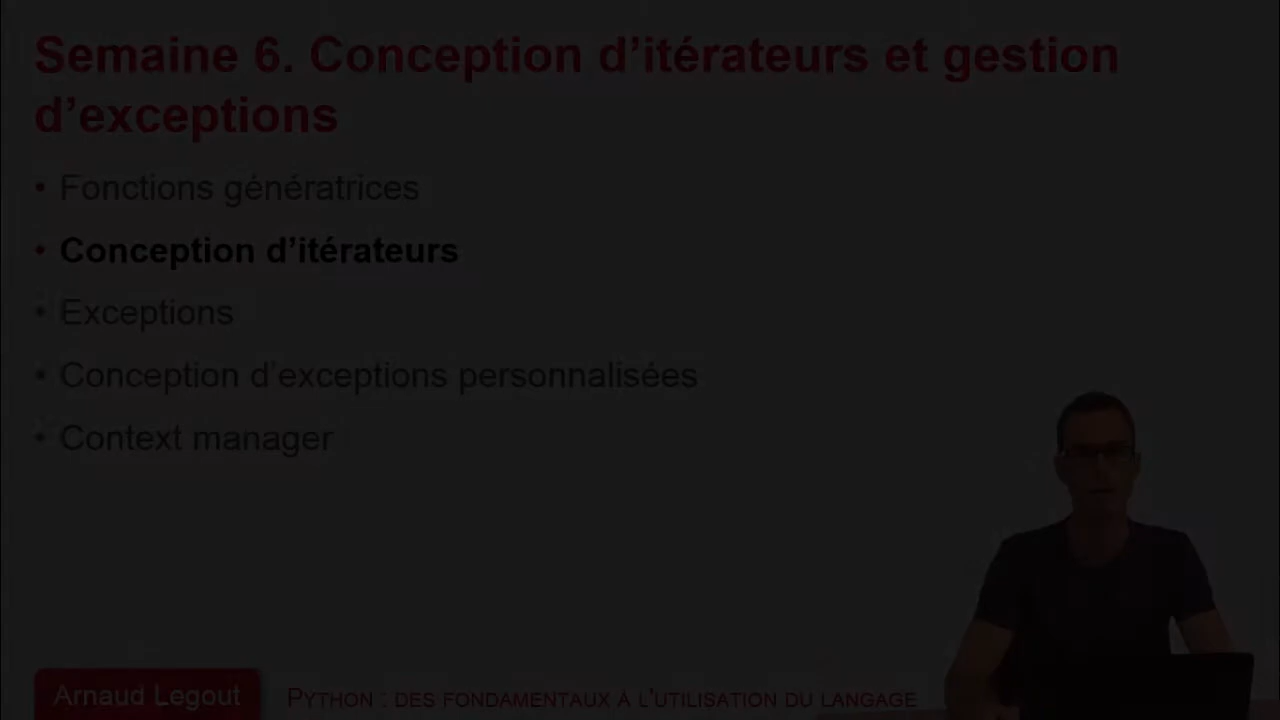 Semaine 6. Conception d’itérateurs et gestion
d’exceptions
• Fonctions génératrices
• Conception d’itérateurs
• Exceptions
• Conception d’exceptions personnalisées
• Context manager
Arnaud Legout
PYTHON : DES FONDAMENTAUX À L'UTILISATION DU LANGAGE